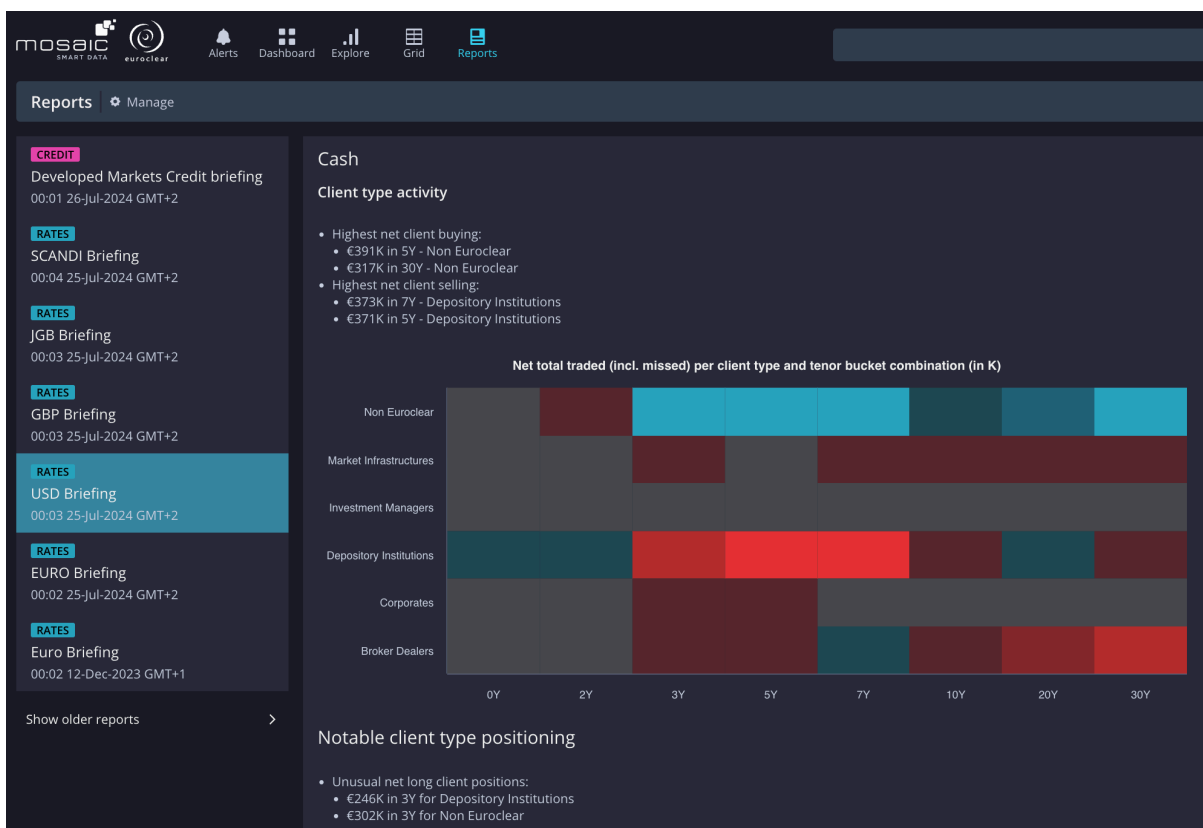 mosaic
SMART DATA
euroclear
Alerts
Dashboard
Explore
Grid
Reports
Reports
Manage
CREDIT
Developed Markets Credit briefing
00:01 26-Jul-2024 GMT+2
RATES
SCANDI Briefing
00:04 25-Jul-2024 GMT+2
RATES
JGB Briefing
00:03 25-Jul-2024 GMT+2
RATES
GBP Briefing
00:03 25-Jul-2024 GMT+2
RATES
USD Briefing
00:03 25-Jul-2024 GMT+2
RATES
EURO Briefing
00:02 25-Jul-2024 GMT+2
RATES
Euro Briefing
00:02 12-Dec-2023 GMT+1
Show older reports
Cash
Client type activity
• Highest net client buying:
• €391K in 5Y - Non Euroclear
• €317K in 30Y - Non Euroclear
• Highest net client selling:
• €373K in 7Y - Depository Institutions
• €371K in 5Y - Depository Institutions
Net total traded (incl. missed) per client type and tenor bucket combination (in K)
Non Euroclear
Market Infrastructures
Investment Managers
Depository Institutions
Corporates
Broker Dealers
0Y 2Y 3Y 5Y 7Y 10Y 20Y 30Y
Notable client type positioning
• Unusual net long client positions:
• €246K in 3Y for Depository Institutions
• €302K in 3Y for Non Euroclear